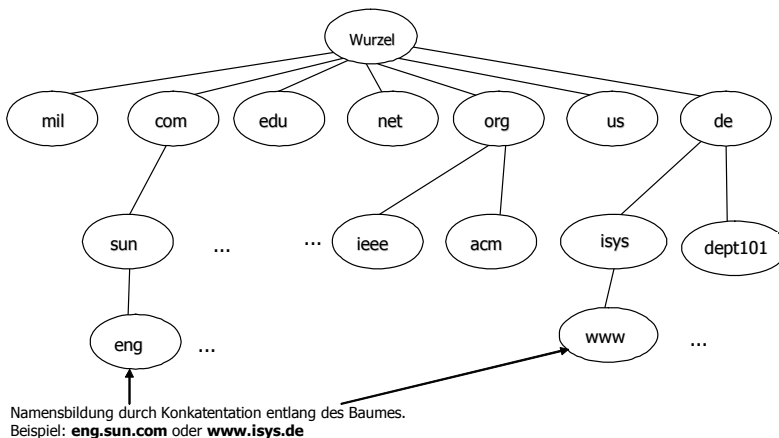 Wurzel
mil com edu net org us de
sun ... ... ieee acm isys dept101
eng ... www ...
Namensbildung durch Konkatentation entlang des Baumes.
Beispiel: eng.sun.com oder www.isys.de